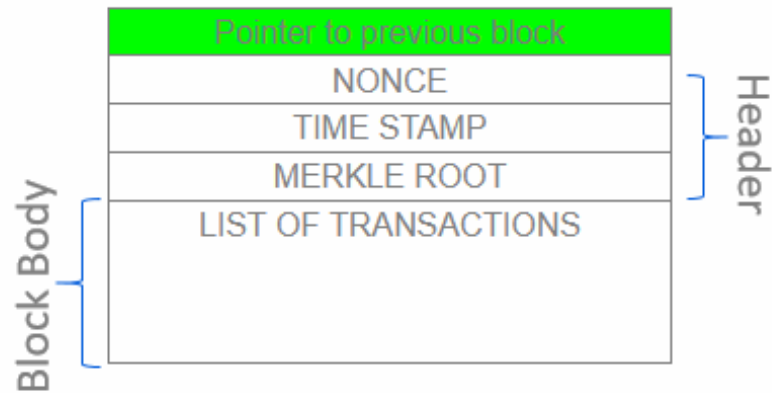 Pointer to previous block
NONCE
TIME STAMP
MERKLE ROOT
LIST OF TRANSACTIONS
Header
Block Body